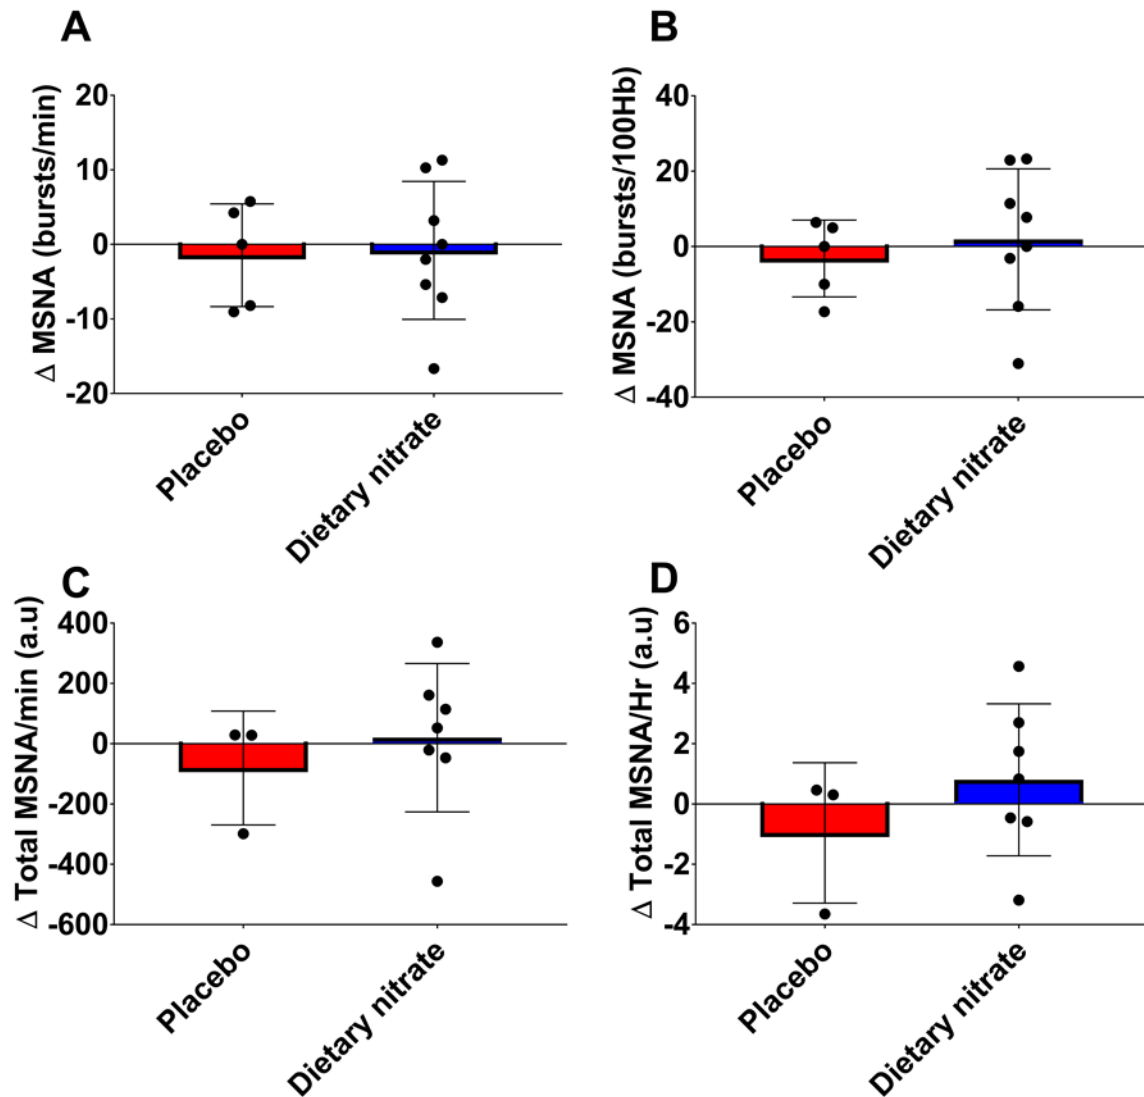 A
Δ MSNA (bursts/min)
20
10
0
-10
-20
Placebo
Dietary nitrate
B
Δ MSNA (bursts/100Hb)
40
20
0
-20
-40
Placebo
Dietary nitrate
C
Δ Total MSNA/min (a.u)
400
200
0
-200
-400
-600
Placebo
Dietary nitrate
D
Δ Total MSNA/Hr (a.u)
6
4
2
0
-2
-4
Placebo
Dietary nitrate